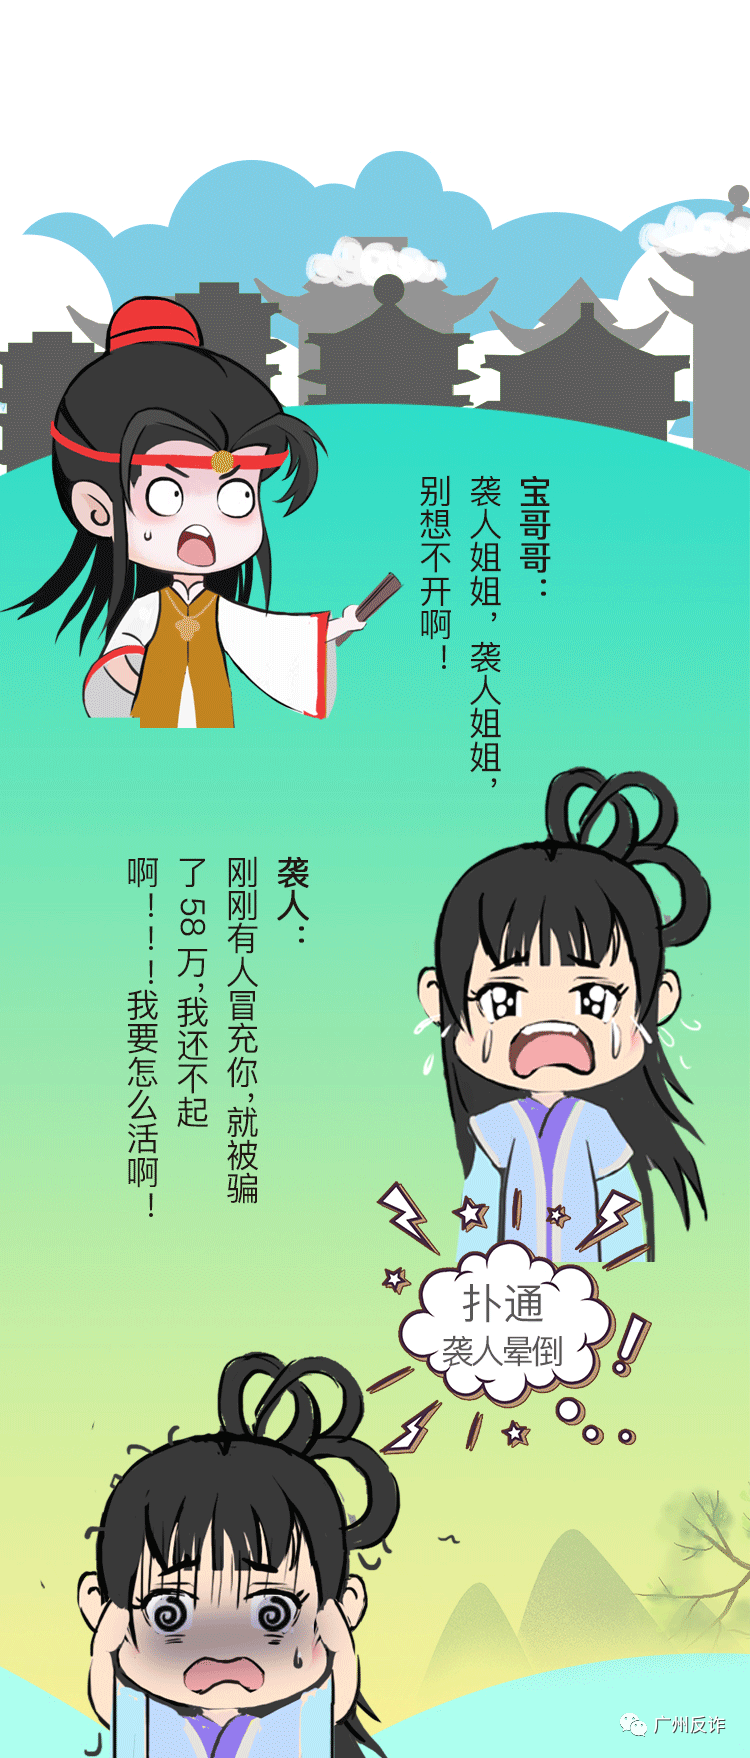 宝哥哥：
袭人姐姐，袭人姐姐，
别想不开啊！
袭人：
刚刚有人冒充你，就被骗
了58万，我还不起
啊！！！我要怎么活啊！
扑通
袭人晕倒
广州反诈